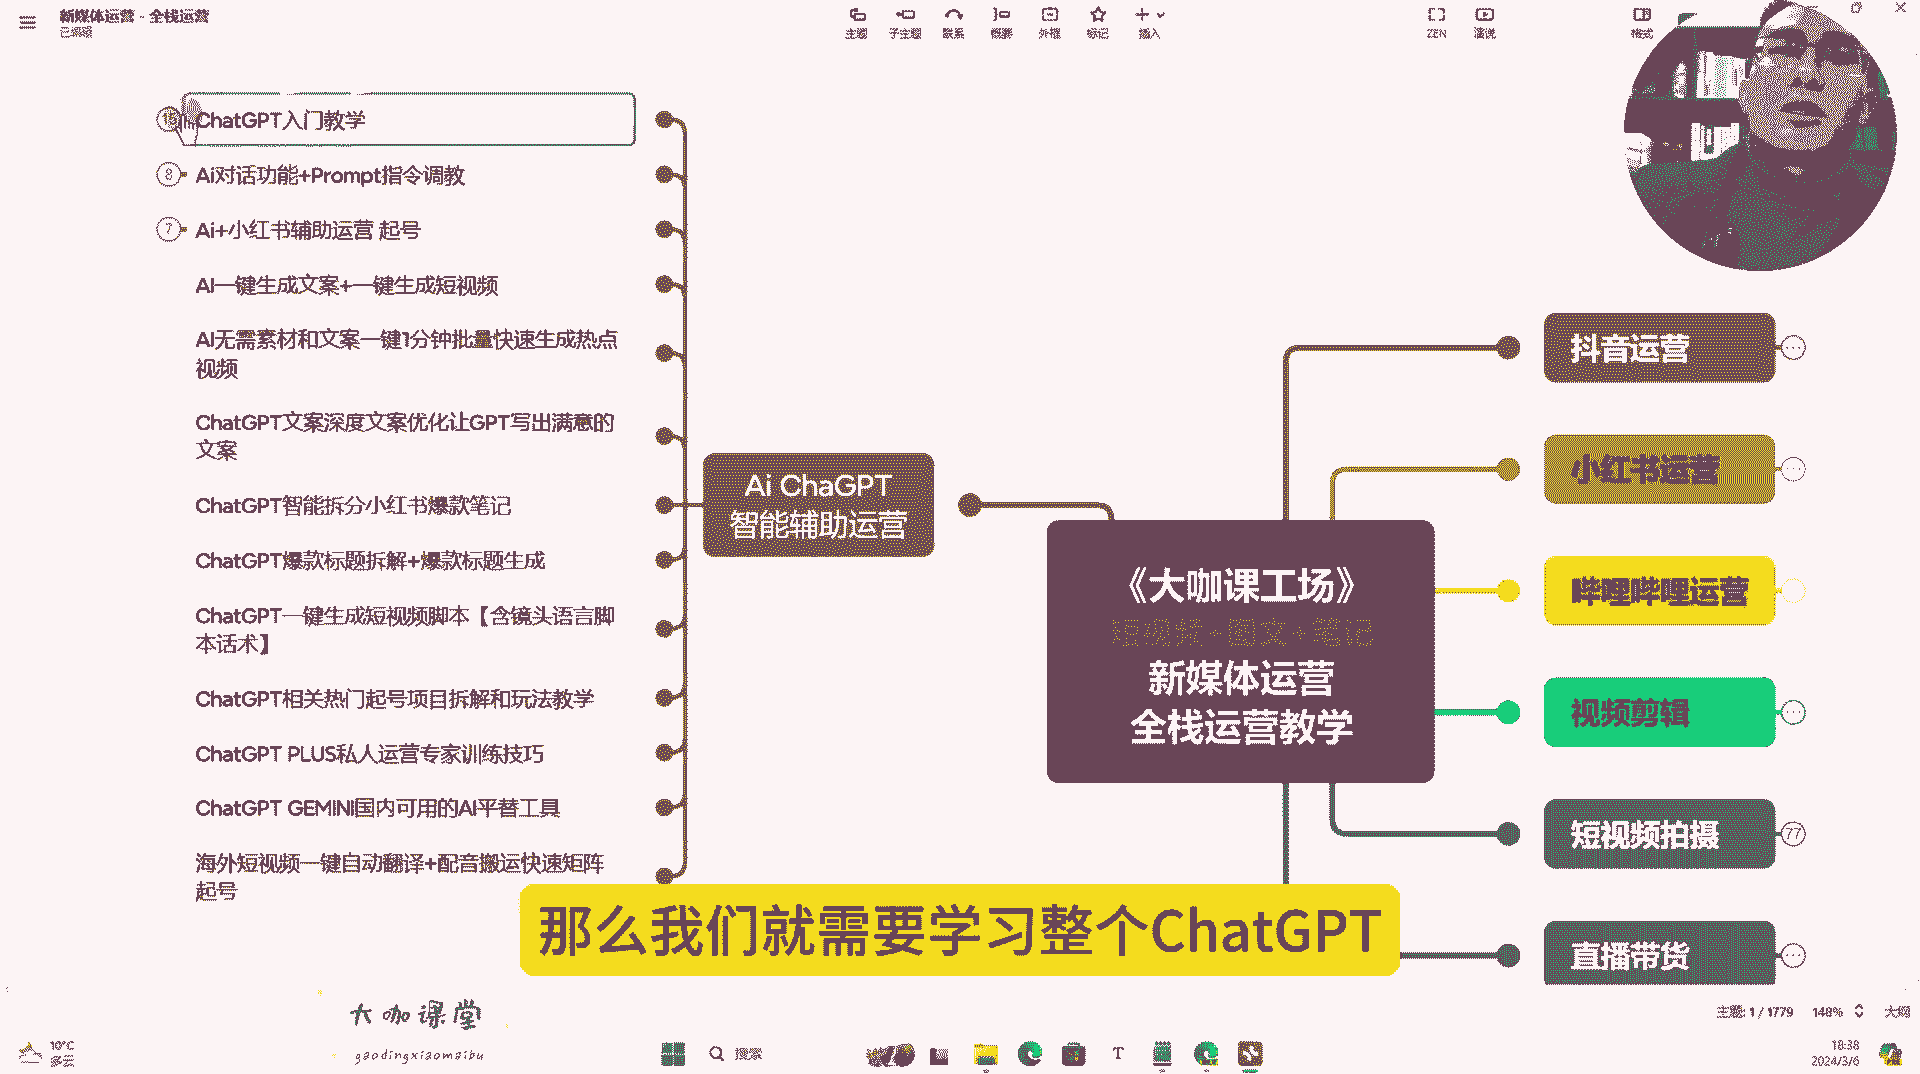 新媒体运营 - 全栈运营
已编辑
主题
子主题
联系
概要
外框
标记
插入
ZEN
演说
格式
ChatGPT入门教学
8
Ai对话功能+Prompt指令调教
7
Ai+小红书辅助运营 起号
AI一键生成文案+一键生成短视频
AI无需素材和文案一键1分钟批量快速生成热点
视频
ChatGPT文案深度文案优化让GPT写出满意的
文案
ChatGPT智能拆分小红书爆款笔记
ChatGPT爆款标题拆解+爆款标题生成
ChatGPT一键生成短视频脚本【含镜头语言脚
本话术】
ChatGPT相关热门起号项目拆解和玩法教学
ChatGPT PLUS私人运营专家训练技巧
ChatGPT GEMINI国内可用的AI平替工具
海外短视频一键自动翻译+配音搬运快速矩阵
起号
Ai ChaGPT
智能辅助运营
《大咖课工场》
短视频+图文+笔记
新媒体运营
全栈运营教学
抖音运营
小红书运营
哔哩哔哩运营
视频剪辑
短视频拍摄
77
直播带货
那么我们就需要学习整个ChatGPT
大咖课堂
gaodingxiaomaibu
主题: 1 / 1779
148%
大纲
10°C
多云
搜索
18:38
2024/3/6